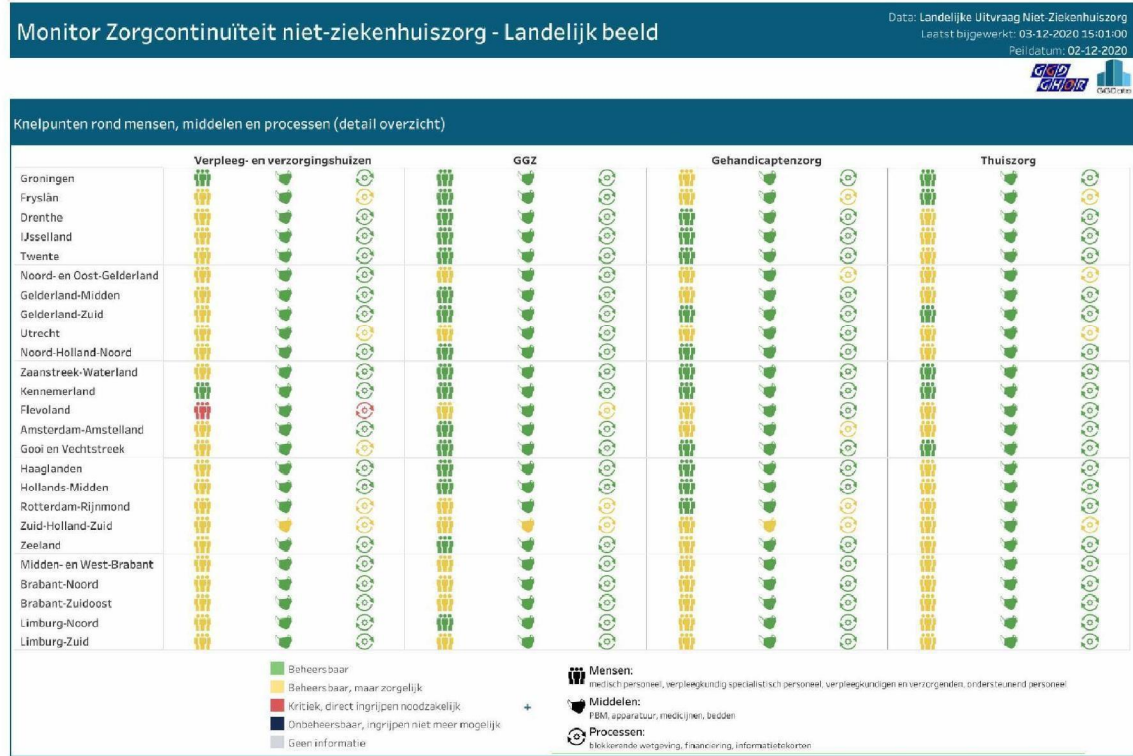 Monitor Zorgcontinuïteit niet-ziekenhuiszorg - Landelijk beeld
Data: Landelijke Uitvraag Niet-Ziekenhuiszorg
Laatst bijgewerkt: 03-12-2020 15:01:00
Peildatum: 02-12-2020
GGD
GHOR
GGData
Knelpunten rond mensen, middelen en processen (detail overzicht)
Verpleeg- en verzorgingshuizen GGZ Gehandicaptenzorg Thuiszorg
Groningen
Fryslân
Drenthe
IJsselland
Twente
Noord- en Oost-Gelderland
Gelderland-Midden
Gelderland-Zuid
Utrecht
Noord-Holland-Noord
Zaanstreek-Waterland
Kennemerland
Flevoland
Amsterdam-Amstelland
Gooi en Vechtstreek
Haaglanden
Hollands-Midden
Rotterdam-Rijnmond
Zuid-Holland-Zuid
Zeeland
Midden- en West-Brabant
Brabant-Noord
Brabant-Zuidoost
Limburg-Noord
Limburg-Zuid
Beheersbaar
Beheersbaar, maar zorgelijk
Kritiek, direct ingrijpen noodzakelijk
Onbeheersbaar, ingrijpen niet meer mogelijk
Geen informatie
+
Mensen:
medisch personeel, verpleegkundig specialistisch personeel, verpleegkundigen en verzorgenden, ondersteunend personeel
Middelen:
PBM, apparatuur, medicijnen, bedden
Processen:
blokkerende wetgeving, financiering, informatietekorten